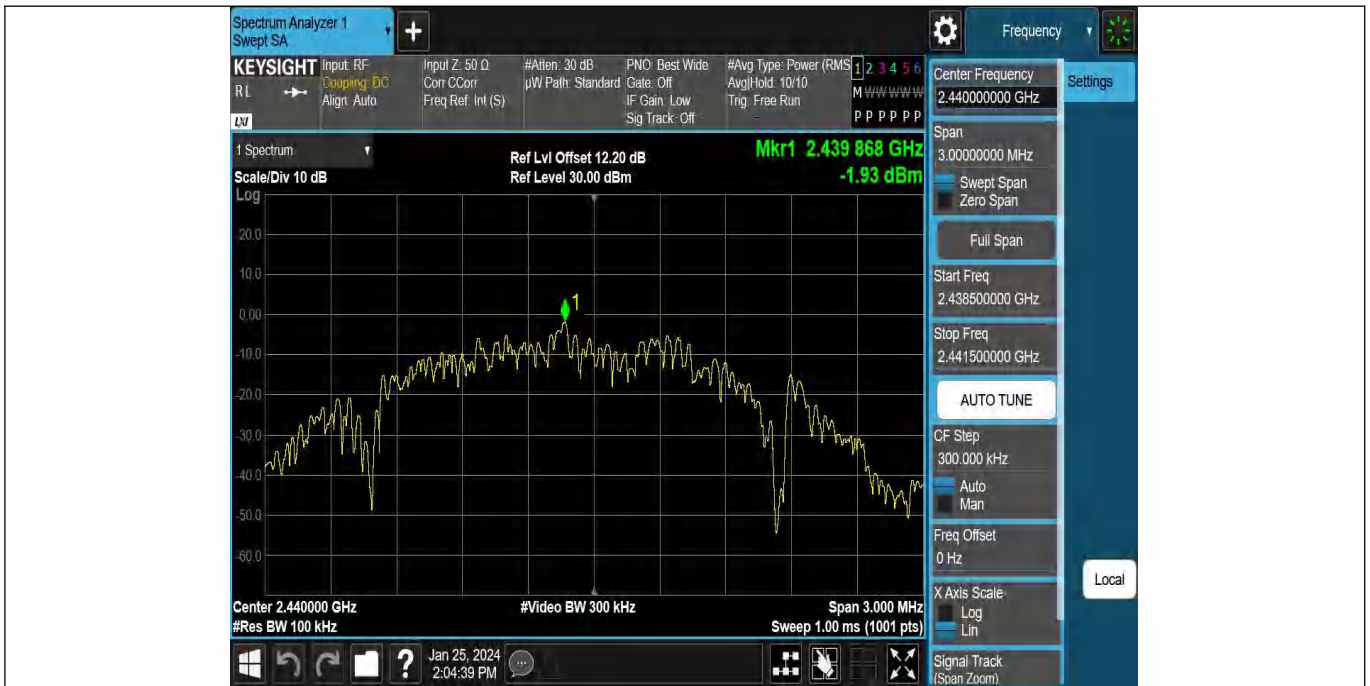 Spectrum Analyzer 1
Swept SA
+
Frequency
KEYSIGHT
RL
LXI
Input: RF
Coupling: DC
Align: Auto
Input Z: 50 Ω
Corr CCorr
Freq Ref: Int (S)
#Atten: 30 dB
µW Path: Standard
PNO: Best Wide
Gate: Off
IF Gain: Low
Sig Track: Off
#Avg Type: Power (RMS
Avg|Hold: 10/10
Trig: Free Run
1 2 3 4 5 6
M W W W W W
P P P P P P
Center Frequency
2.440000000 GHz
Settings
Span
3.00000000 MHz
Swept Span
Zero Span
Full Span
Start Freq
2.438500000 GHz
Stop Freq
2.441500000 GHz
AUTO TUNE
CF Step
300.000 kHz
Auto
Man
Freq Offset
0 Hz
X Axis Scale
Log
Lin
Signal Track
(Span Zoom)
Local
1 Spectrum
Scale/Div 10 dB
Log
Ref Lvl Offset 12.20 dB
Ref Level 30.00 dBm
Mkr1 2.439 868 GHz
-1.93 dBm
20.0
10.0
0.00
-10.0
-20.0
-30.0
-40.0
-50.0
-60.0
1
Center 2.440000 GHz
#Res BW 100 kHz
#Video BW 300 kHz
Span 3.000 MHz
Sweep 1.00 ms (1001 pts)
?
Jan 25, 2024
2:04:39 PM